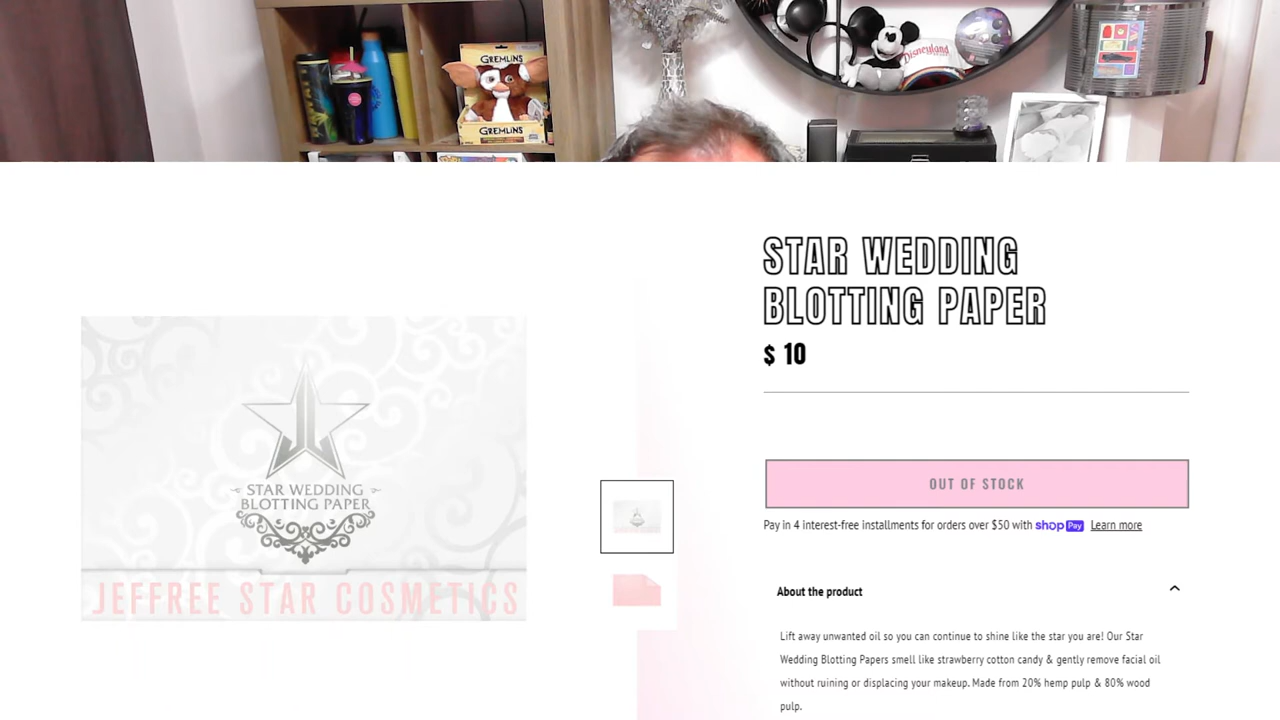 GREMLINS
Disneyland
GREMLINS
STAR WEDDING
BLOTTING PAPER
$ 10
OUT OF STOCK
Pay in 4 interest-free installments for orders over $50 with shop Pay Learn more
About the product
Lift away unwanted oil so you can continue to shine like the star you are! Our Star
Wedding Blotting Papers smell like strawberry cotton candy & gently remove facial oil
without ruining or displacing your makeup. Made from 20% hemp pulp & 80% wood
pulp.
STAR WEDDING
BLOTTING PAPER
JEFFREE STAR COSMETICS